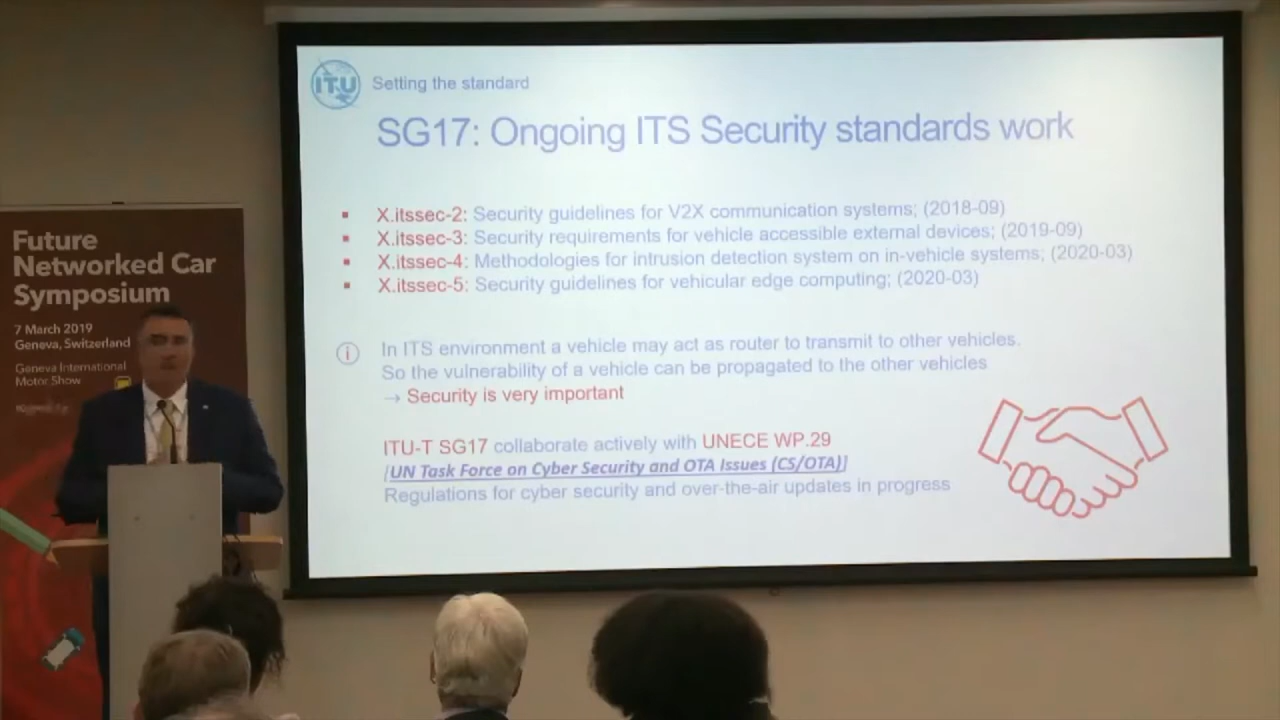 ITU
Setting the standard
SG17: Ongoing ITS Security standards work
▪ X.itssec-2: Security guidelines for V2X communication systems; (2018-09)
▪ X.itssec-3: Security requirements for vehicle accessible external devices; (2019-09)
▪ X.itssec-4: Methodologies for intrusion detection system on in-vehicle systems; (2020-03)
▪ X.itssec-5: Security guidelines for vehicular edge computing; (2020-03)
i In ITS environment a vehicle may act as router to transmit to other vehicles.
So the vulnerability of a vehicle can be propagated to the other vehicles
→ Security is very important
ITU-T SG17 collaborate actively with UNECE WP.29
[UN Task Force on Cyber Security and OTA Issues (CS/OTA)]
Regulations for cyber security and over-the-air updates in progress
Future
Networked Car
Symposium
7 March 2019
Geneva, Switzerland
Geneva International
Motor Show